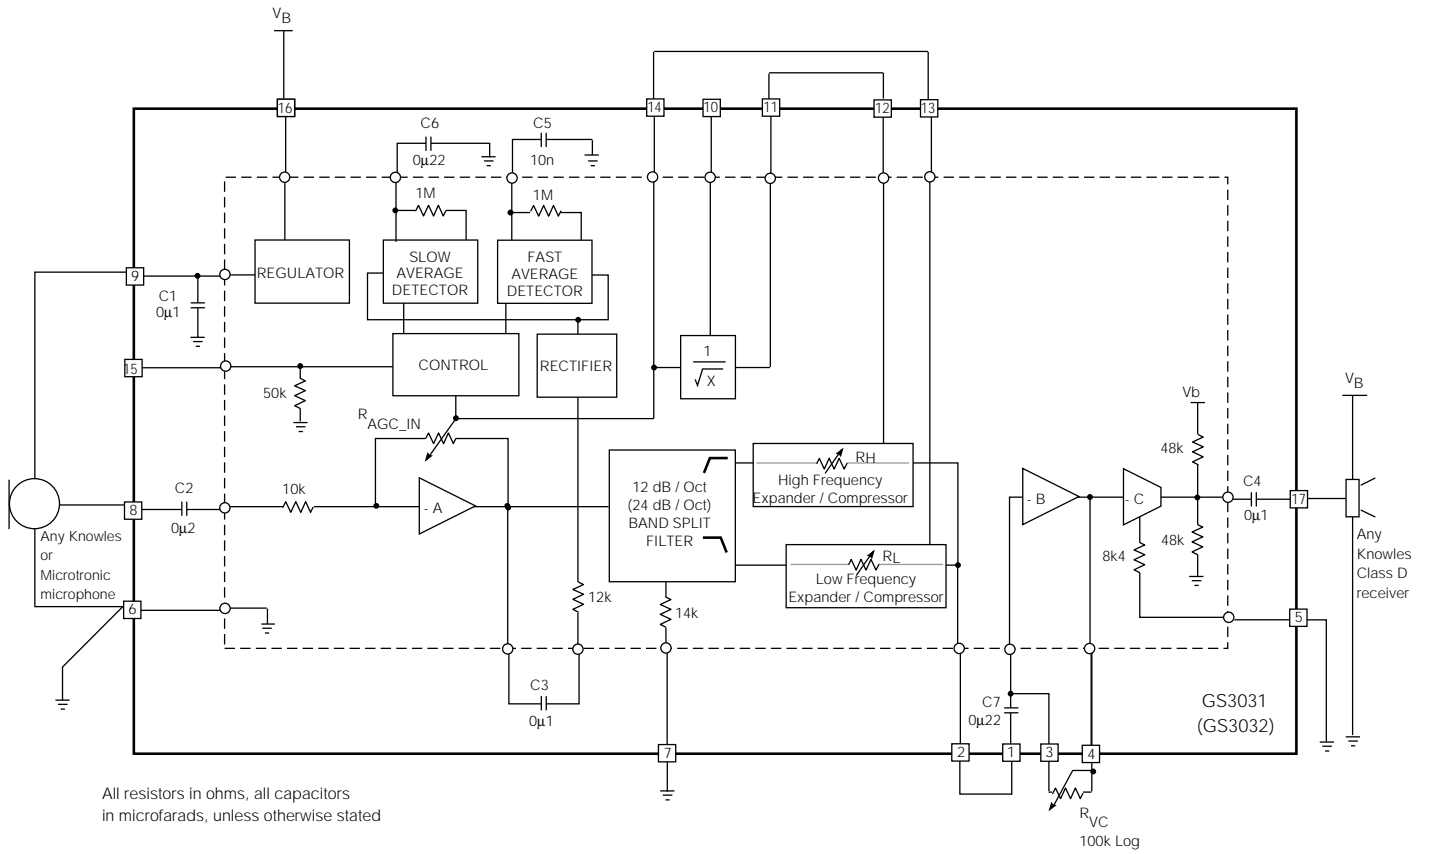 VB
16
14
10
11
12
13
C6
0µ22
C5
10n
1M
1M
REGULATOR
SLOW
AVERAGE
DETECTOR
FAST
AVERAGE
DETECTOR
9
C1
0µ1
1
√X
15
CONTROL
RECTIFIER
50k
RAGC_IN
VB
Vb
48k
RH
High Frequency
Expander / Compressor
12 dB / Oct
(24 dB / Oct)
BAND SPLIT
FILTER
C2
0µ2
8
10k
- A
- B
- C
C4
0µ1
17
Any Knowles
or
Microtronic
microphone
Any
Knowles
Class D
receiver
48k
8k4
RL
Low Frequency
Expander / Compressor
6
12k
14k
5
C3
0µ1
C7
0µ22
GS3031
(GS3032)
7
2
1
3
4
All resistors in ohms, all capacitors
in microfarads, unless otherwise stated
RVC
100k Log